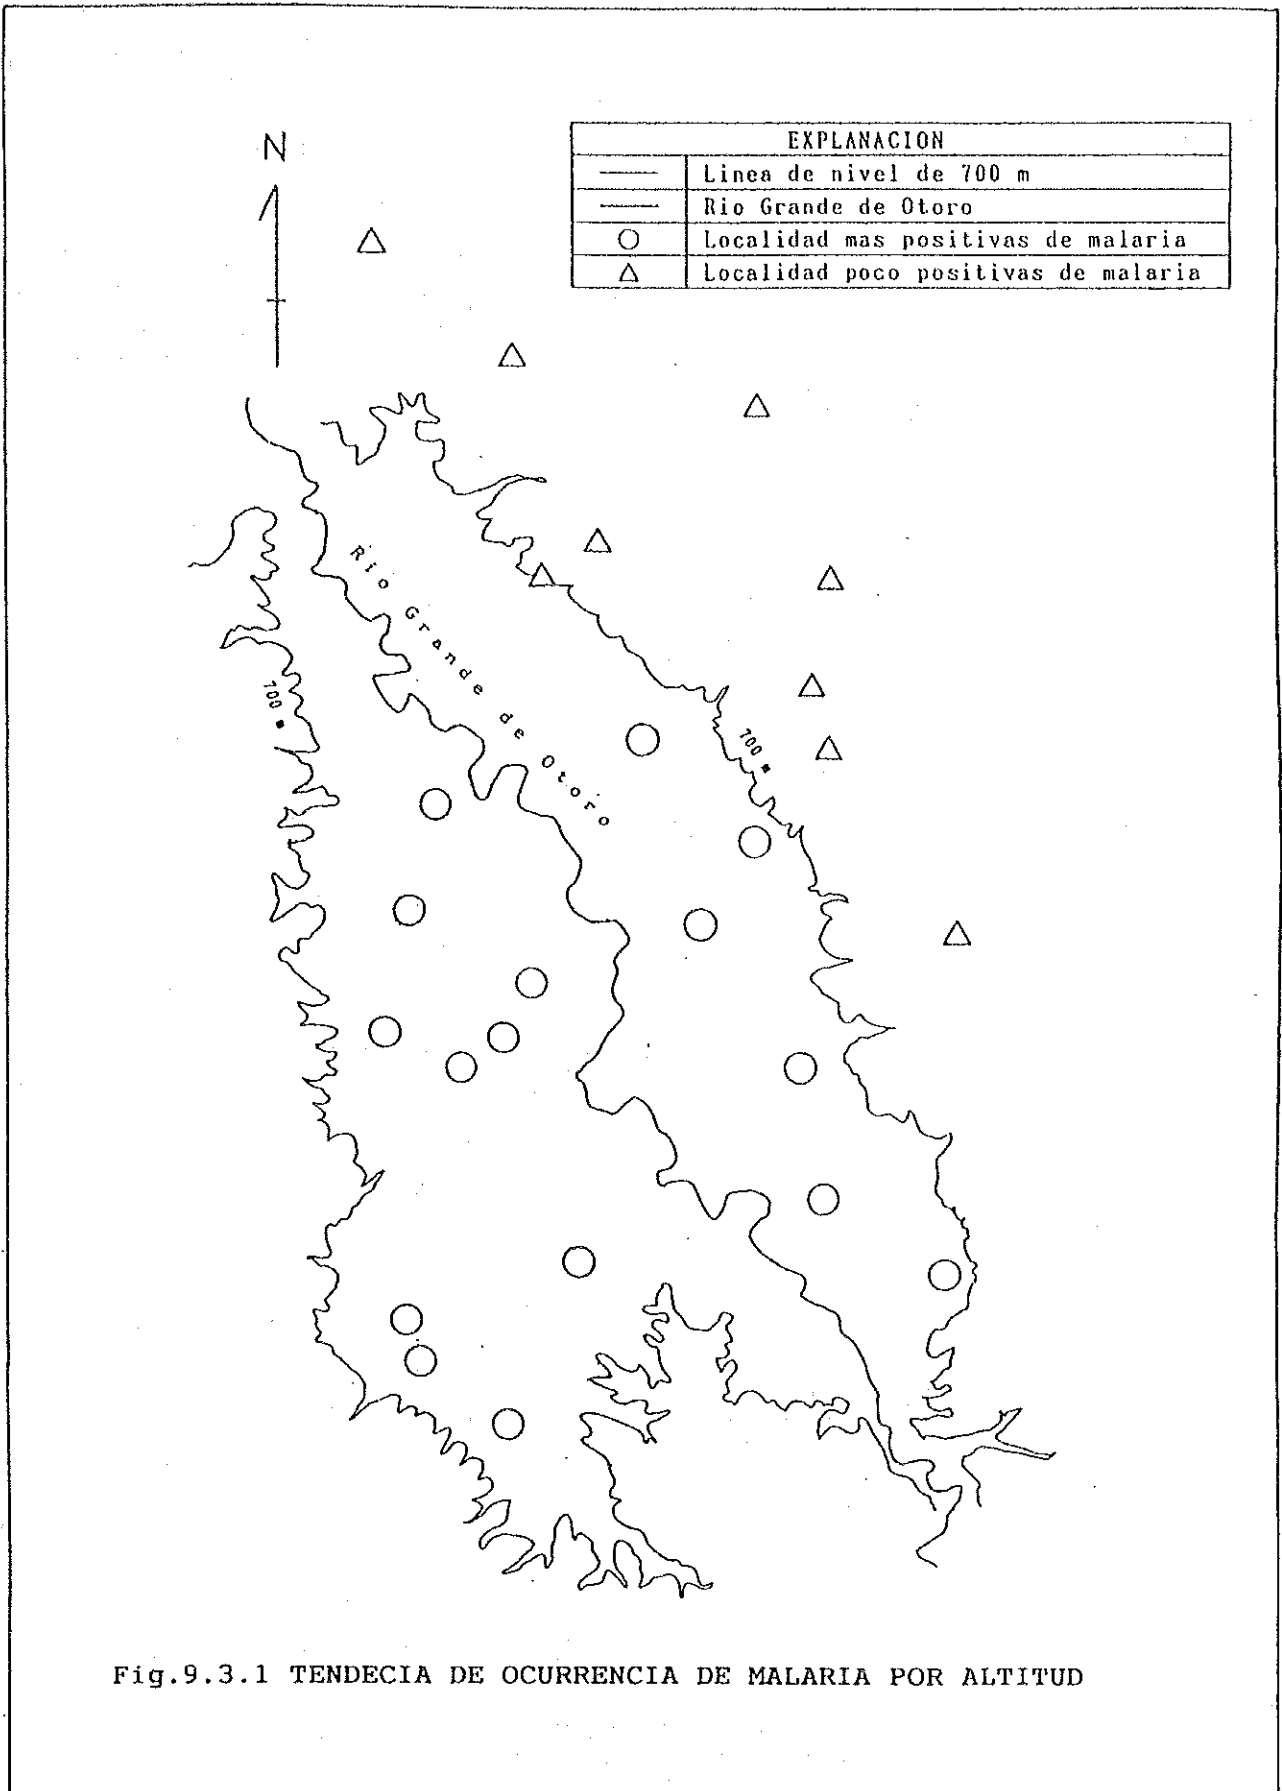 N
EXPLANACION
Linea de nivel de 700 m
Rio Grande de Otoro
Localidad mas positivas de malaria
Localidad poco positivas de malaria
Rio Grande de Otoro
700 m
700 m
Fig.9.3.1 TENDECIA DE OCURRENCIA DE MALARIA POR ALTITUD